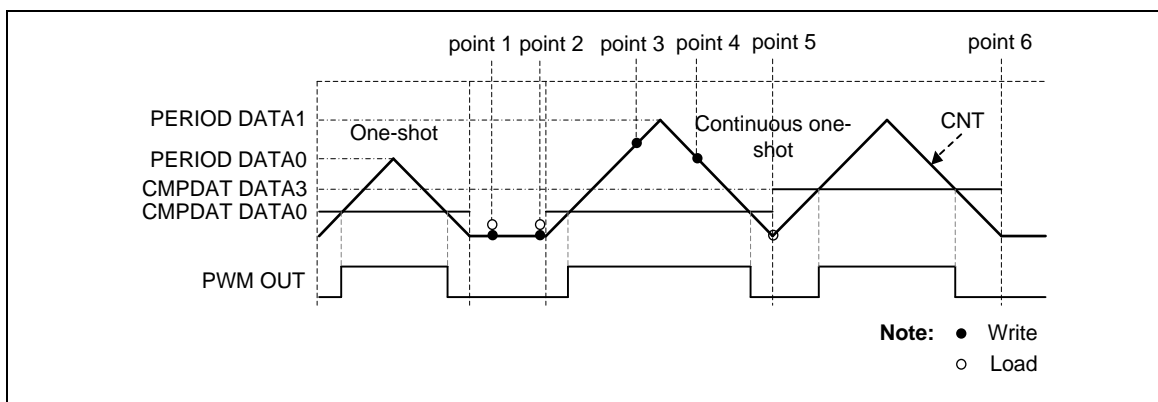 point 1 point 2 point 3 point 4 point 5 point 6
PERIOD DATA1
One-shot
Continuous one-
shot
CNT
PERIOD DATA0
CMPDAT DATA3
CMPDAT DATA0
PWM OUT
Note: ● Write
○ Load